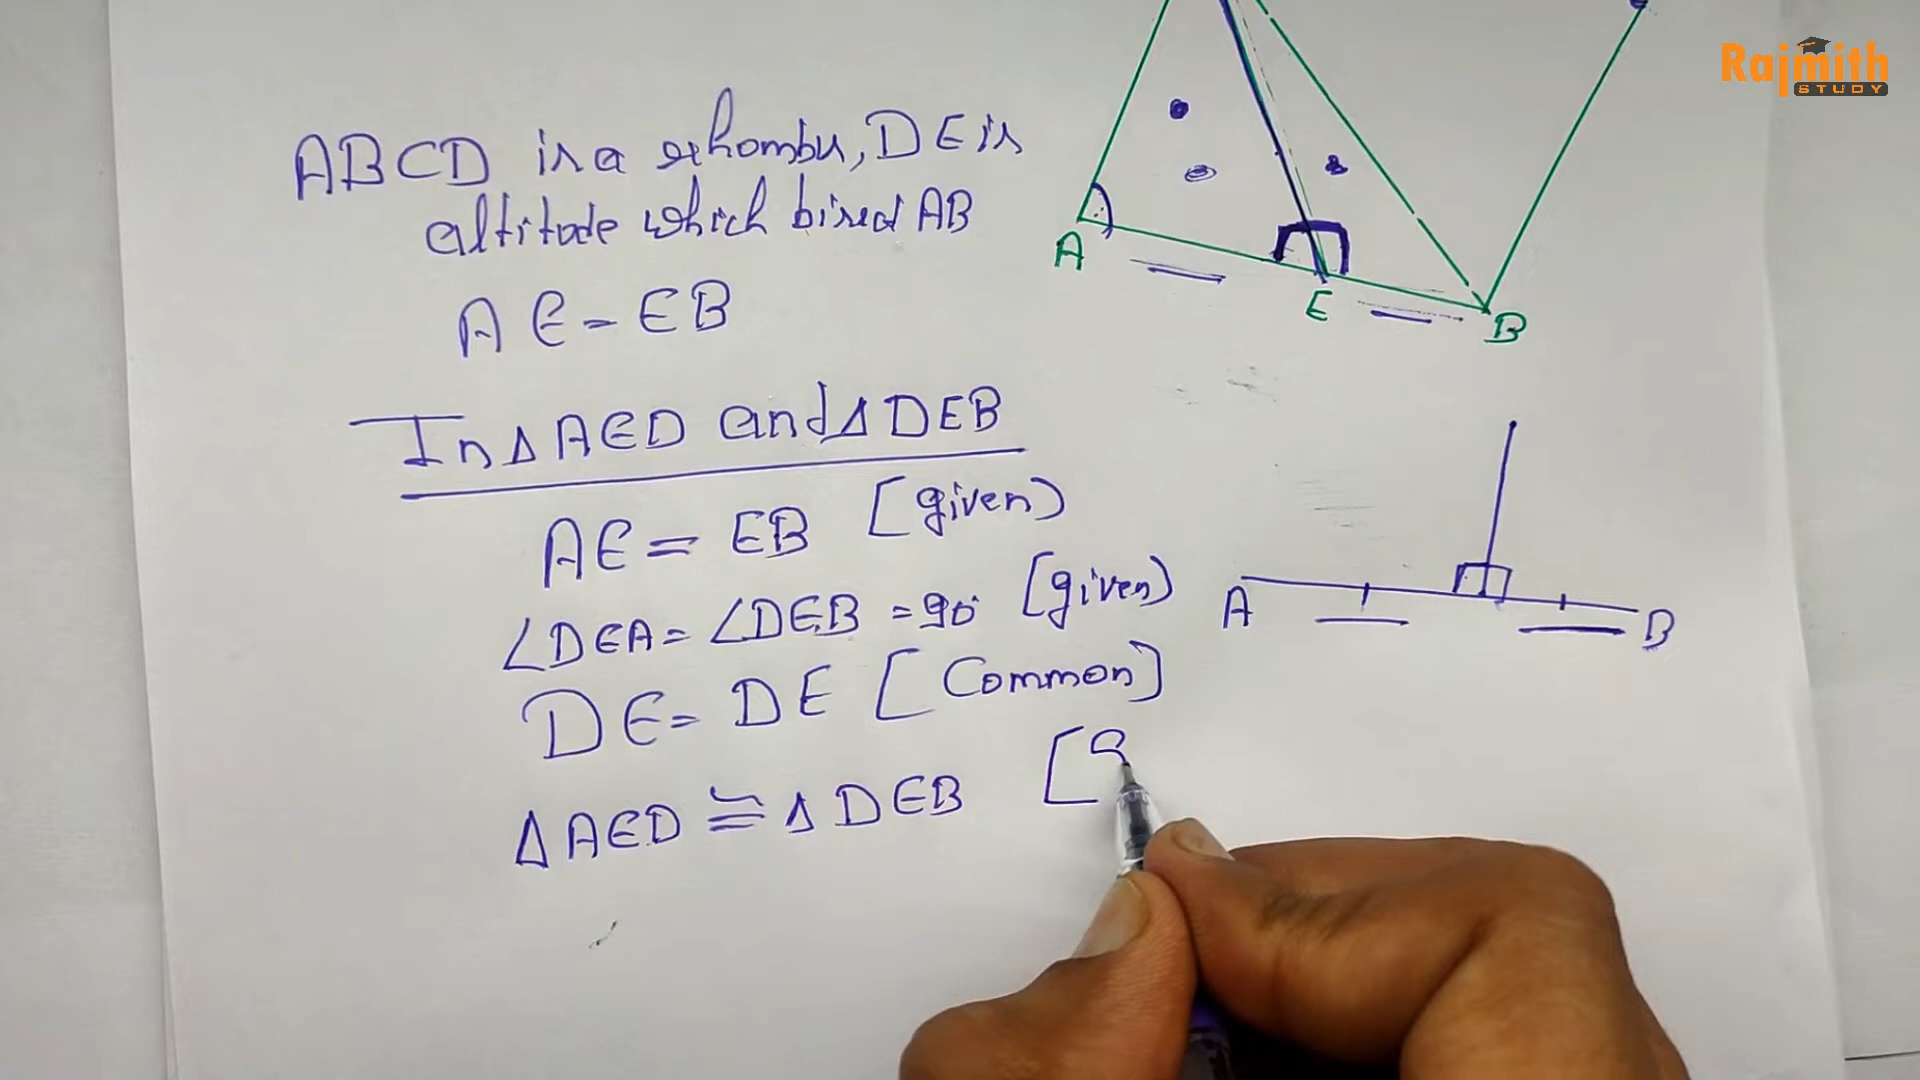 ABCD is a rhombus, DE is
altitude which bisect AB
AE = EB
In Δ AED and Δ DEB
AE = EB [given)
∠DEA = ∠DEB = 90° [given)
DE = DE [Common]
Δ AED ≅ Δ DEB [S
A
E
B
A
B
Rajmith
STUDY